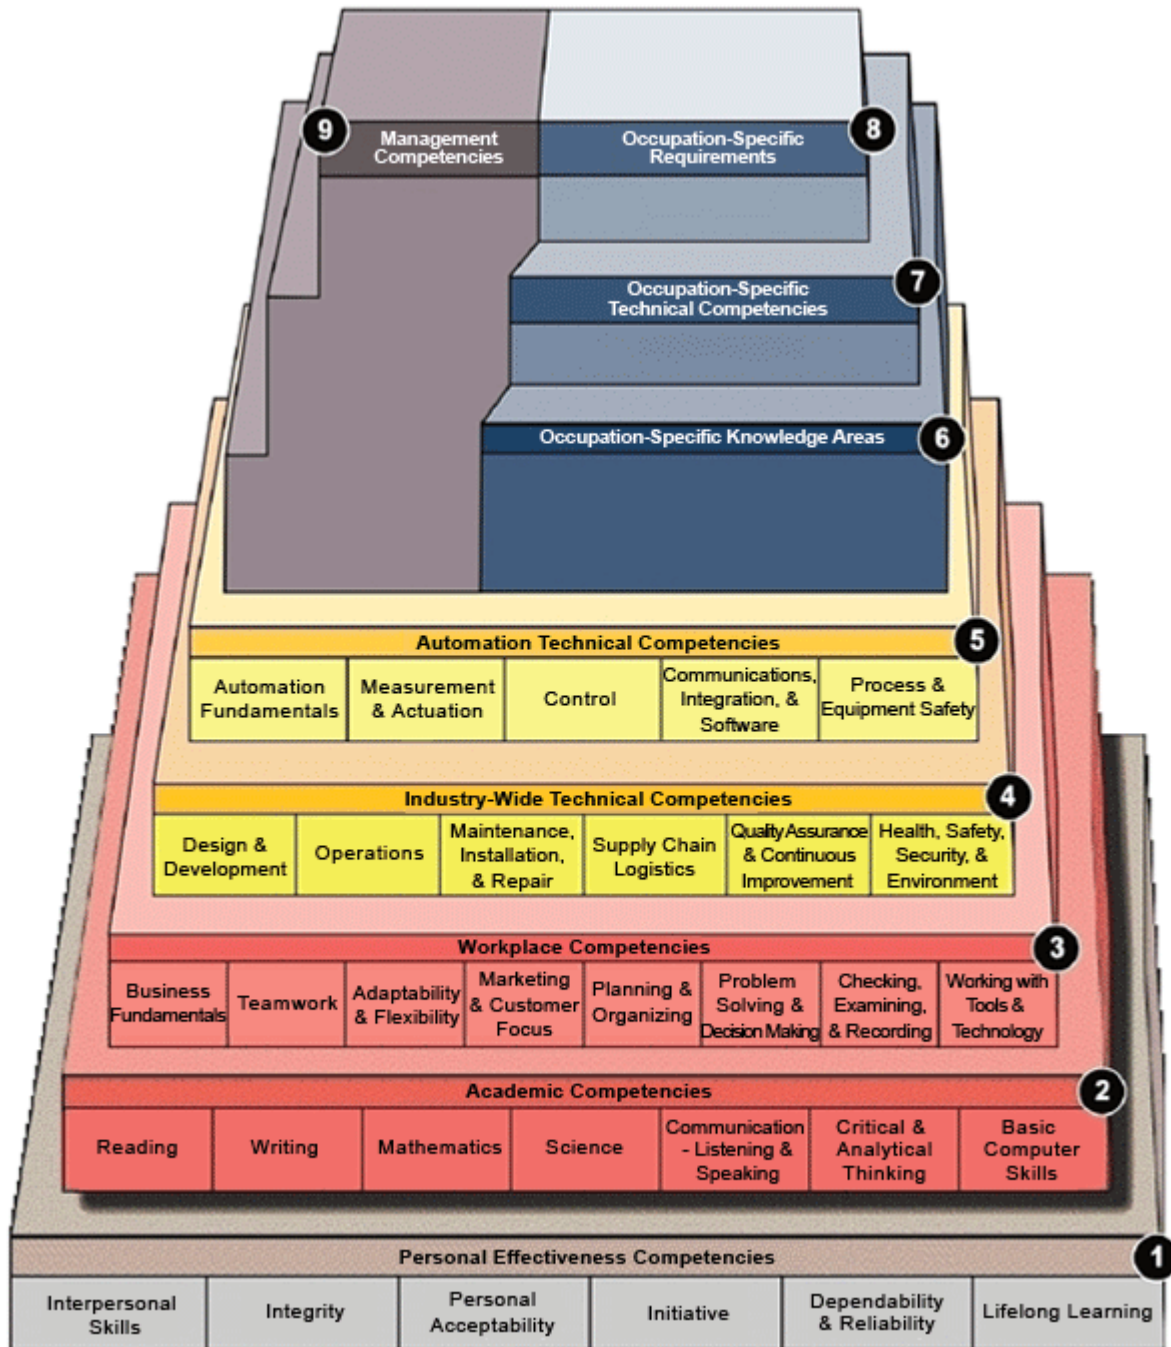 9
Management
Competencies
Occupation-Specific
Requirements
8
Occupation-Specific
Technical Competencies
7
Occupation-Specific Knowledge Areas
6
Automation Technical Competencies
5
Automation
Fundamentals
Measurement
& Actuation
Control
Communications,
Integration, &
Software
Process &
Equipment Safety
Industry-Wide Technical Competencies
4
Design &
Development
Operations
Maintenance,
Installation,
& Repair
Supply Chain
Logistics
Quality Assurance
& Continuous
Improvement
Health, Safety,
Security, &
Environment
Workplace Competencies
3
Business
Fundamentals
Teamwork
Adaptability
& Flexibility
Marketing
& Customer
Focus
Planning &
Organizing
Problem
Solving &
Decision Making
Checking,
Examining,
& Recording
Working with
Tools &
Technology
Academic Competencies
2
Reading
Writing
Mathematics
Science
Communication
- Listening &
Speaking
Critical &
Analytical
Thinking
Basic
Computer
Skills
Personal Effectiveness Competencies
1
Interpersonal
Skills
Integrity
Personal
Acceptability
Initiative
Dependability
& Reliability
Lifelong Learning